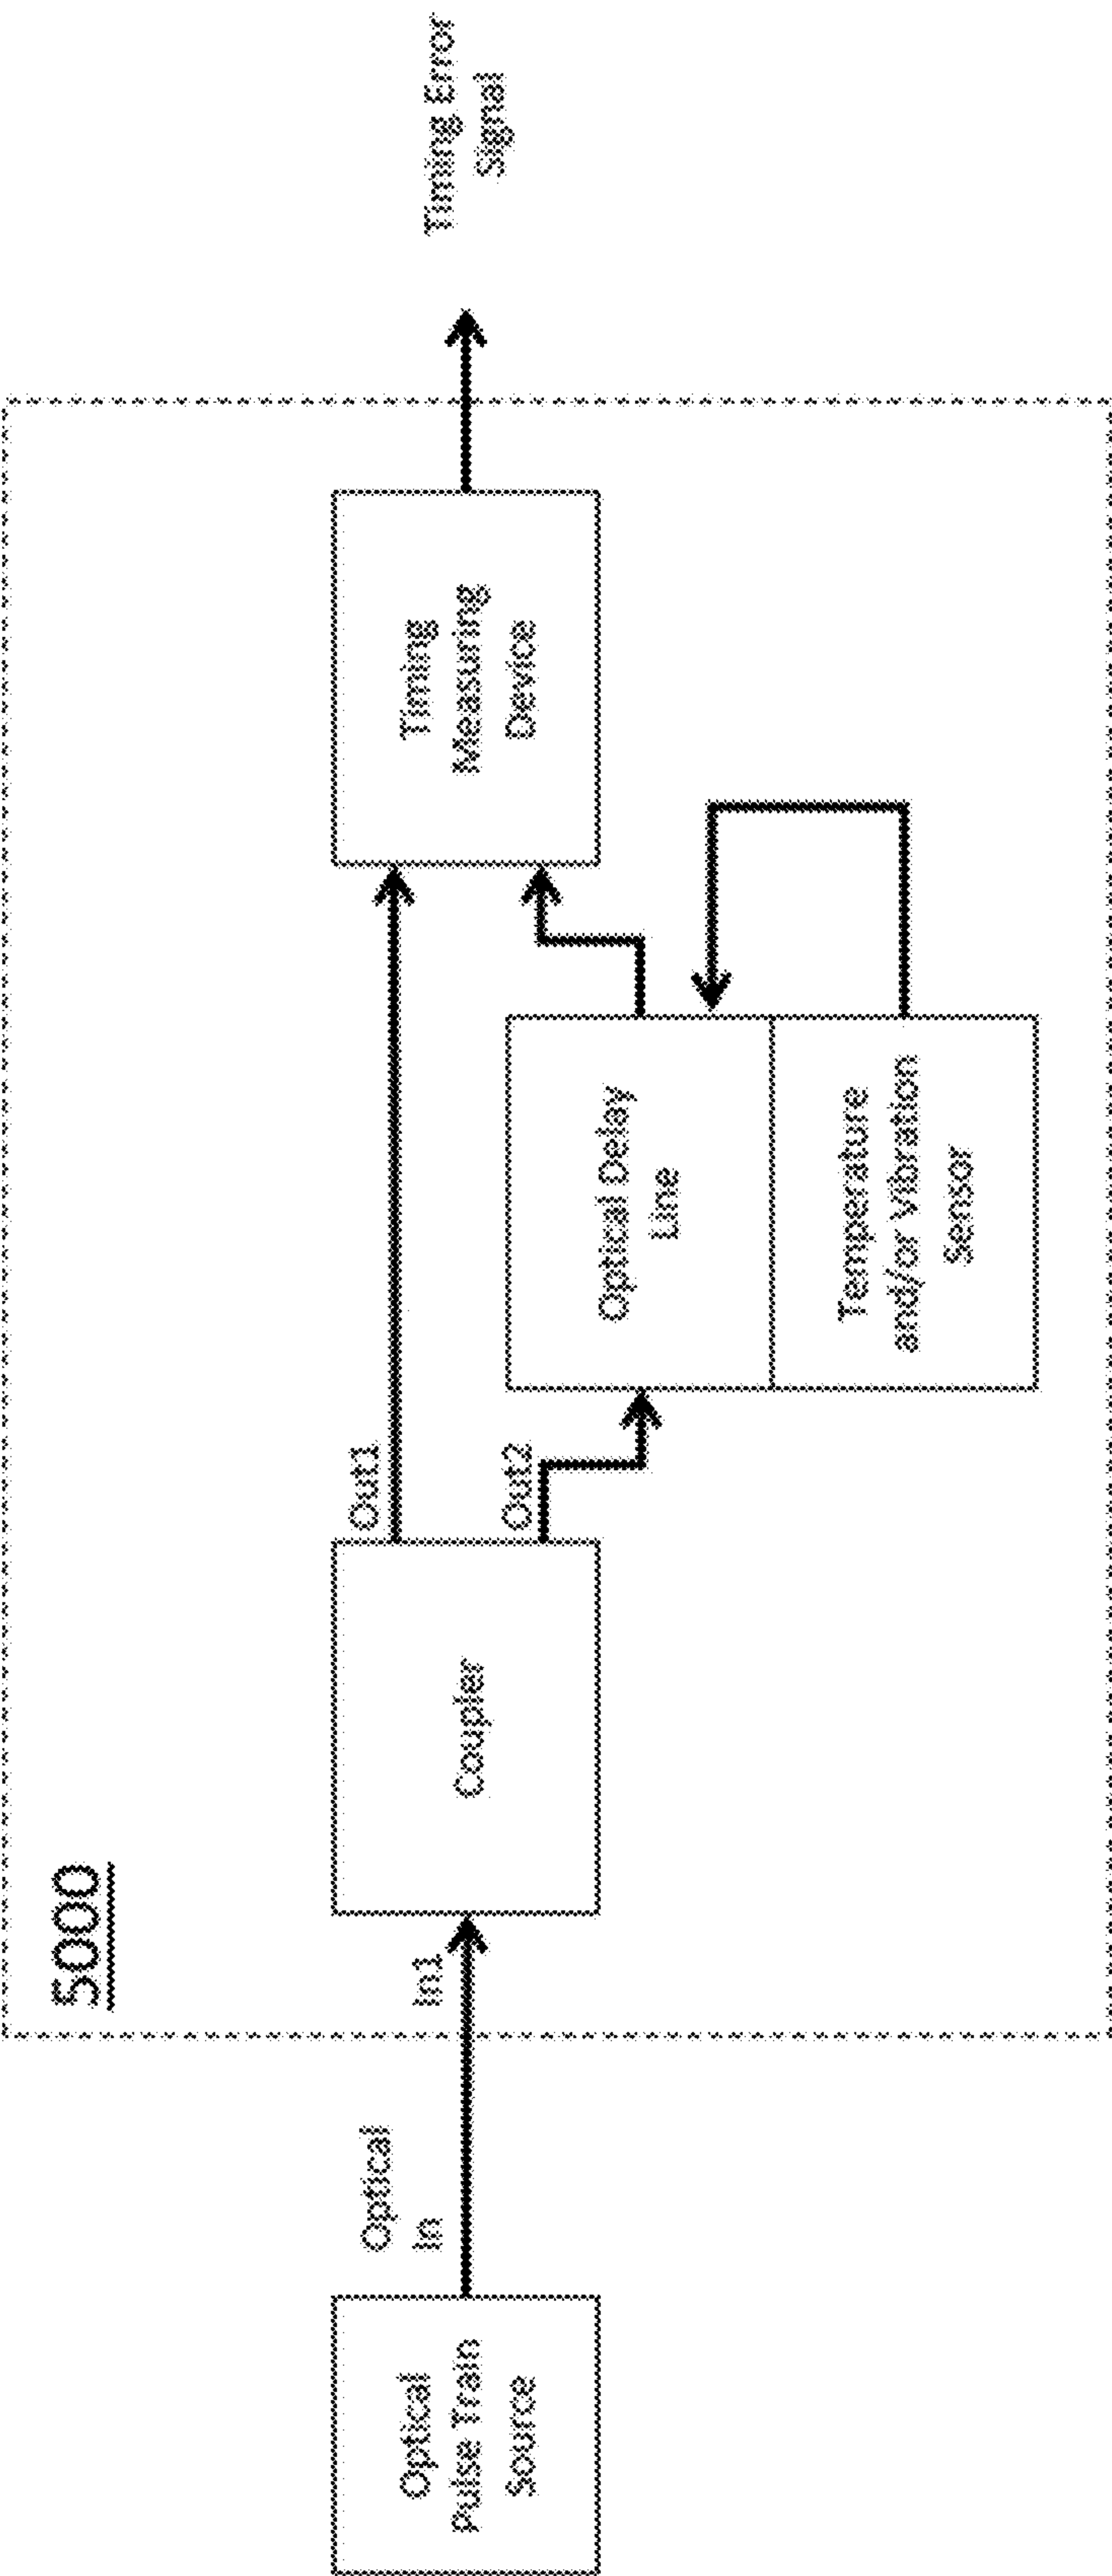 5000
Optical
Pulse Train
Source
Optical
In
In1
Coupler
Out1
Out2
Optical Delay
Line
Temperature
and/or vibration
Sensor
Timing
Measuring
Device
Timing Error
Signal